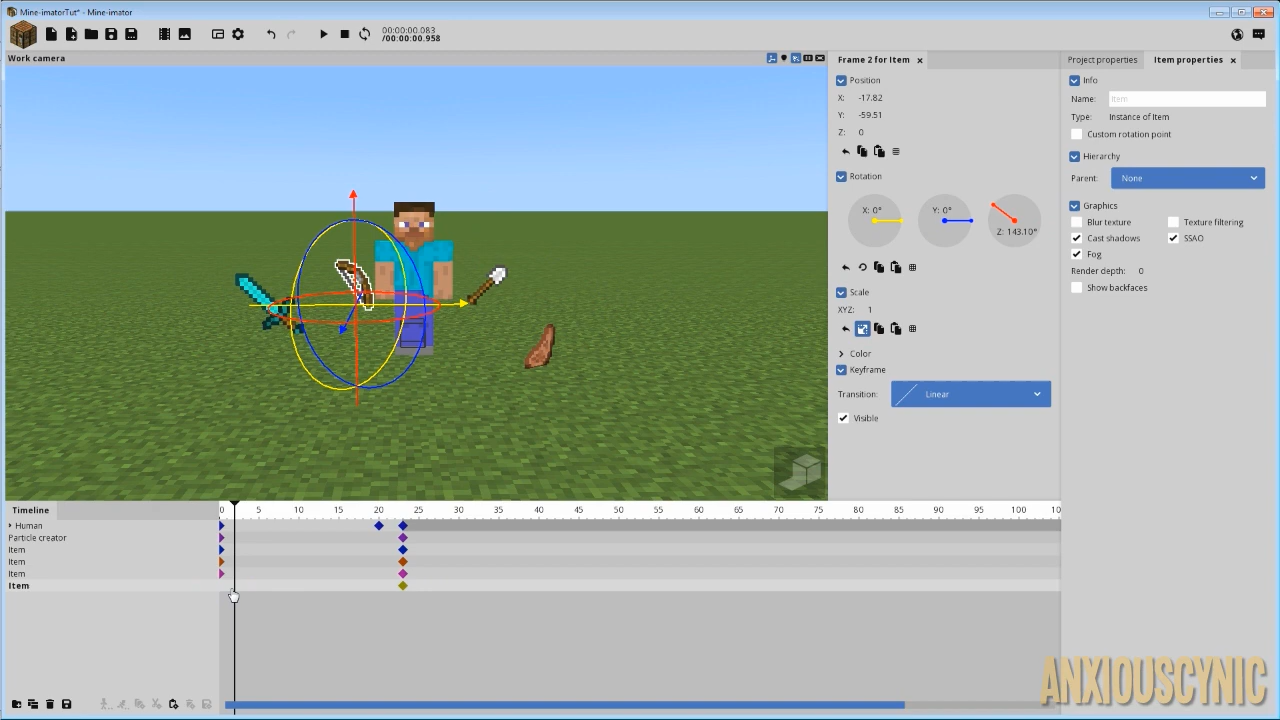 Mine-imatorTut* - Mine-imator
00:00:00.083
/00:00:00.958
Work camera
Frame 2 for Item
Position
X: -17.82
Y: -59.51
Z: 0
Rotation
X: 0°
Y: 0°
Z: 143.10°
Scale
XYZ: 1
Color
Keyframe
Transition: Linear
Visible
Project properties
Item properties
Info
Name: Item
Type: Instance of Item
Custom rotation point
Hierarchy
Parent: None
Graphics
Blur texture
Texture filtering
Cast shadows
SSAO
Fog
Render depth: 0
Show backfaces
Timeline
0 5 10 15 20 25 30 35 40 45 50 55 60 65 70 75 80 85 90 95 100
Human
Particle creator
Item
Item
Item
Item
ANXIOUSCYNIC